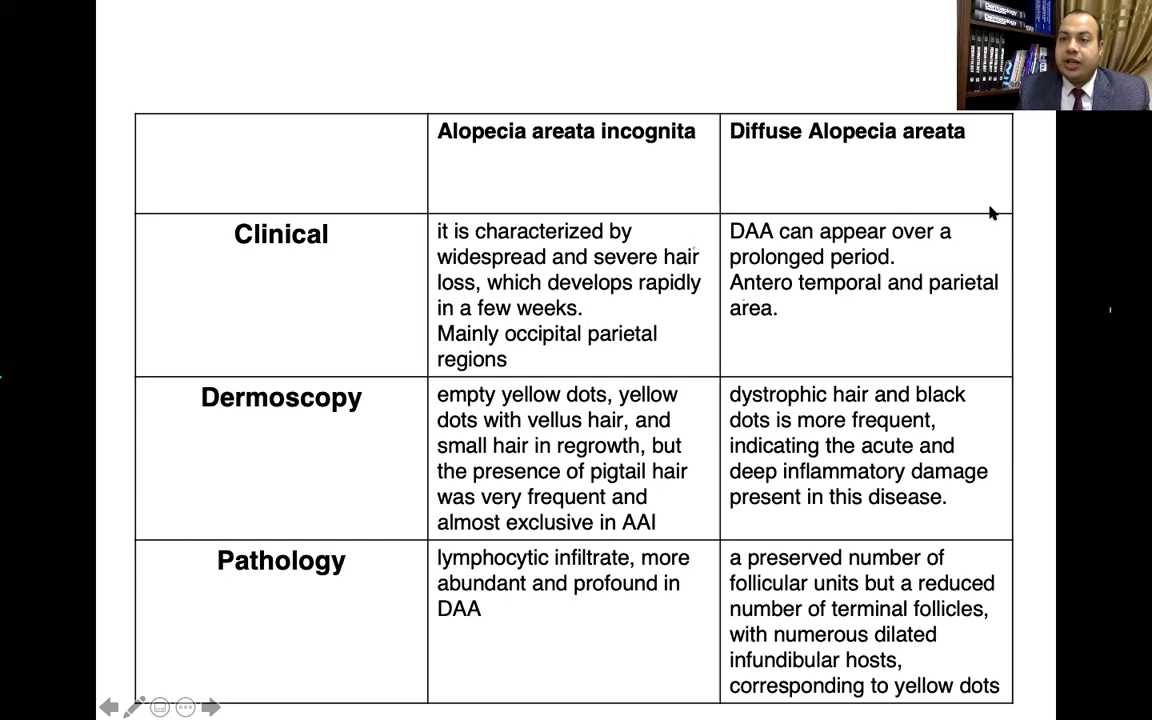 Alopecia areata incognita
Diffuse Alopecia areata
Clinical
it is characterized by
widespread and severe hair
loss, which develops rapidly
in a few weeks.
Mainly occipital parietal
regions
DAA can appear over a
prolonged period.
Antero temporal and parietal
area.
Dermoscopy
empty yellow dots, yellow
dots with vellus hair, and
small hair in regrowth, but
the presence of pigtail hair
was very frequent and
almost exclusive in AAI
dystrophic hair and black
dots is more frequent,
indicating the acute and
deep inflammatory damage
present in this disease.
Pathology
lymphocytic infiltrate, more
abundant and profound in
DAA
a preserved number of
follicular units but a reduced
number of terminal follicles,
with numerous dilated
infundibular hosts,
corresponding to yellow dots